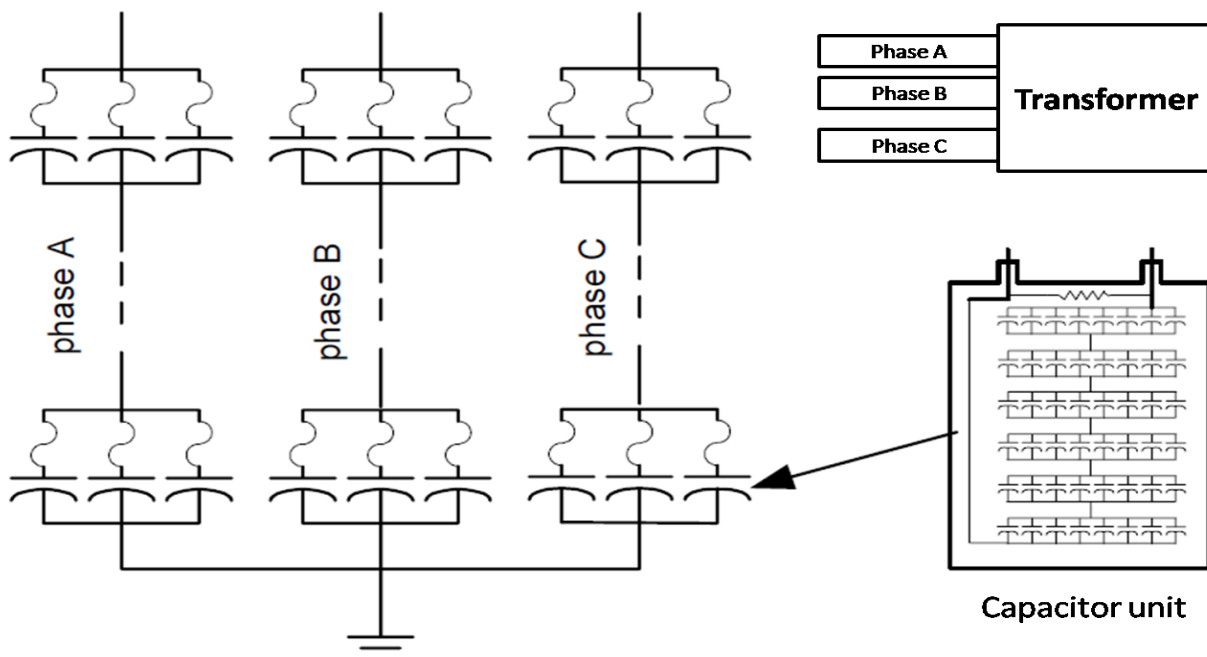 Phase A
Phase B
Phase C
Transformer
phase A
phase B
phase C
Capacitor unit